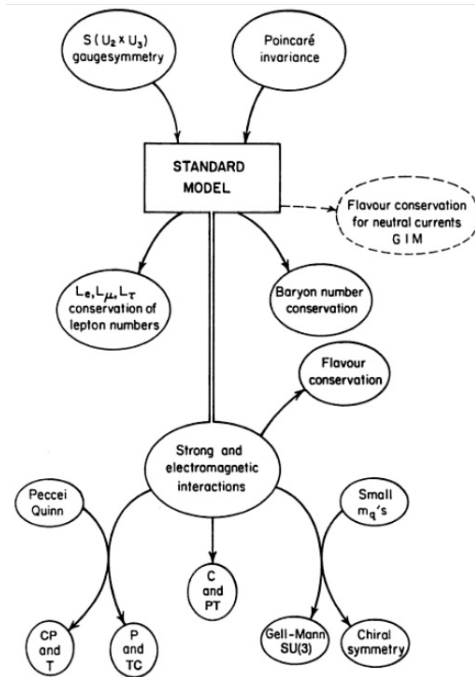 S(U₂ x U₃)
gaugesymmetry
Poincaré
invariance
STANDARD
MODEL
Flavour conservation
for neutral currents
G I M
Lₑ, L_μ, L_τ
conservation of
lepton numbers
Baryon number
conservation
Flavour
conservation
Strong and
electromagnetic
interactions
Peccei
Quinn
Small
m_q's
C
and
PT
CP
and
T
P
and
TC
Gell-Mann
SU(3)
Chiral
symmetry